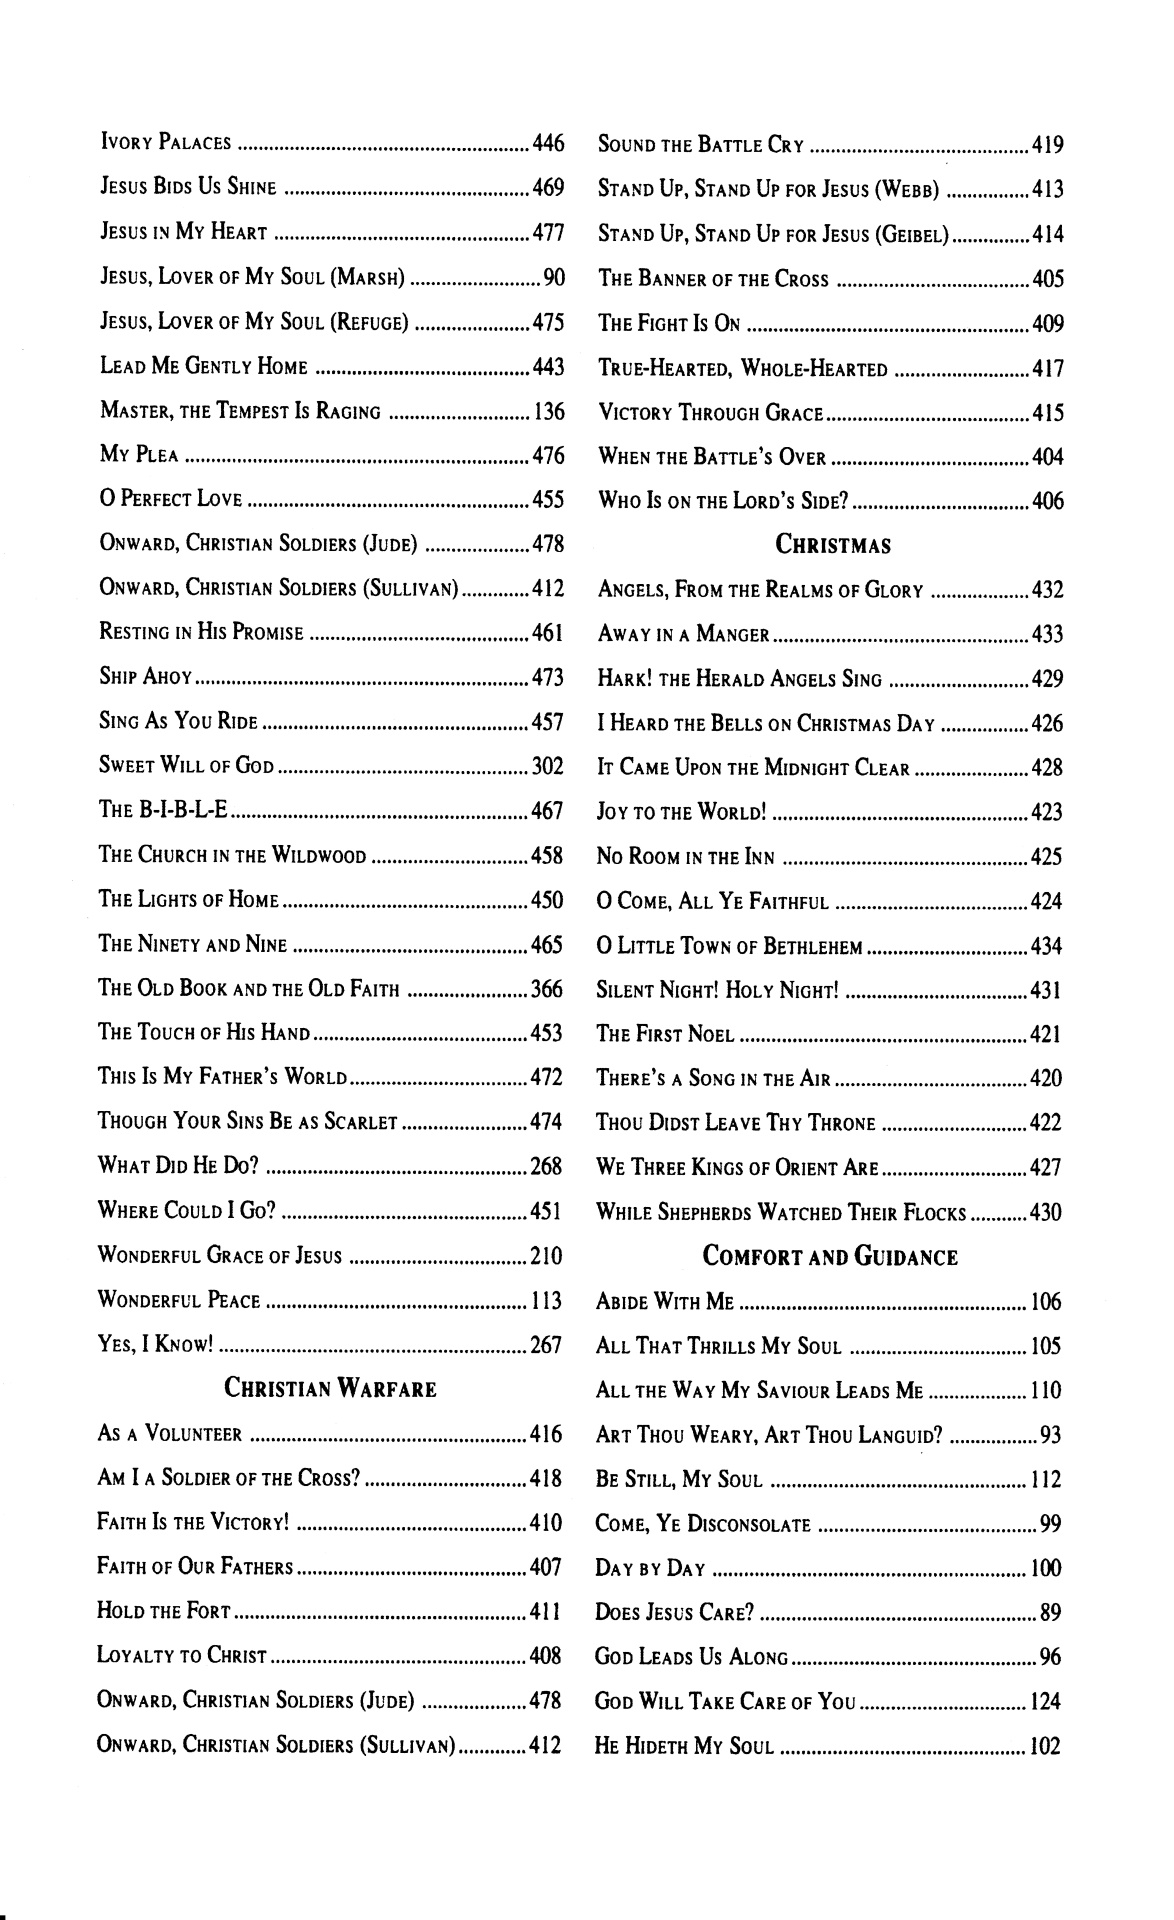 Ivory Palaces ........................................................ 446
Jesus Bids Us Shine ............................................... 469
Jesus in My Heart ................................................. 477
Jesus, Lover of My Soul (Marsh) ......................... 90
Jesus, Lover of My Soul (Refuge) ...................... 475
Lead Me Gently Home ......................................... 443
Master, the Tempest Is Raging ........................... 136
My Plea .................................................................. 476
O Perfect Love ...................................................... 455
Onward, Christian Soldiers (Jude) .................... 478
Onward, Christian Soldiers (Sullivan)............. 412
Resting in His Promise .......................................... 461
Ship Ahoy................................................................ 473
Sing As You Ride ................................................... 457
Sweet Will of God ................................................ 302
The B-I-B-L-E......................................................... 467
The Church in the Wildwood .............................. 458
The Lights of Home............................................... 450
The Ninety and Nine ............................................. 465
The Old Book and the Old Faith ....................... 366
The Touch of His Hand......................................... 453
This Is My Father's World.................................. 472
Though Your Sins Be as Scarlet ........................ 474
What Did He Do? .................................................. 268
Where Could I Go? ............................................... 451
Wonderful Grace of Jesus .................................. 210
Wonderful Peace .................................................. 113
Yes, I Know! ........................................................... 267
Christian Warfare
As a Volunteer ..................................................... 416
Am I a Soldier of the Cross? ............................... 418
Faith Is the Victory! ............................................ 410
Faith of Our Fathers............................................ 407
Hold the Fort........................................................ 411
Loyalty to Christ................................................. 408
Onward, Christian Soldiers (Jude) .................... 478
Onward, Christian Soldiers (Sullivan)............. 412
Sound the Battle Cry .......................................... 419
Stand Up, Stand Up for Jesus (Webb) ................ 413
Stand Up, Stand Up for Jesus (Geibel)............... 414
The Banner of the Cross ..................................... 405
The Fight Is On ...................................................... 409
True-Hearted, Whole-Hearted .......................... 417
Victory Through Grace....................................... 415
When the Battle's Over ...................................... 404
Who Is on the Lord's Side?.................................. 406
Christmas
Angels, From the Realms of Glory ................... 432
Away in a Manger................................................. 433
Hark! the Herald Angels Sing ........................... 429
I Heard the Bells on Christmas Day ................. 426
It Came Upon the Midnight Clear ...................... 428
Joy to the World! ................................................. 423
No Room in the Inn ............................................... 425
O Come, All Ye Faithful ..................................... 424
O Little Town of Bethlehem ............................... 434
Silent Night! Holy Night! ................................... 431
The First Noel ....................................................... 421
There's a Song in the Air ..................................... 420
Thou Didst Leave Thy Throne ............................ 422
We Three Kings of Orient Are............................ 427
While Shepherds Watched Their Flocks ........... 430
Comfort and Guidance
Abide With Me ....................................................... 106
All That Thrills My Soul .................................. 105
All the Way My Saviour Leads Me ................... 110
Art Thou Weary, Art Thou Languid? ................. 93
Be Still, My Soul ................................................. 112
Come, Ye Disconsolate .......................................... 99
Day by Day ............................................................ 100
Does Jesus Care? ..................................................... 89
God Leads Us Along............................................... 96
God Will Take Care of You................................ 124
He Hideth My Soul ............................................... 102